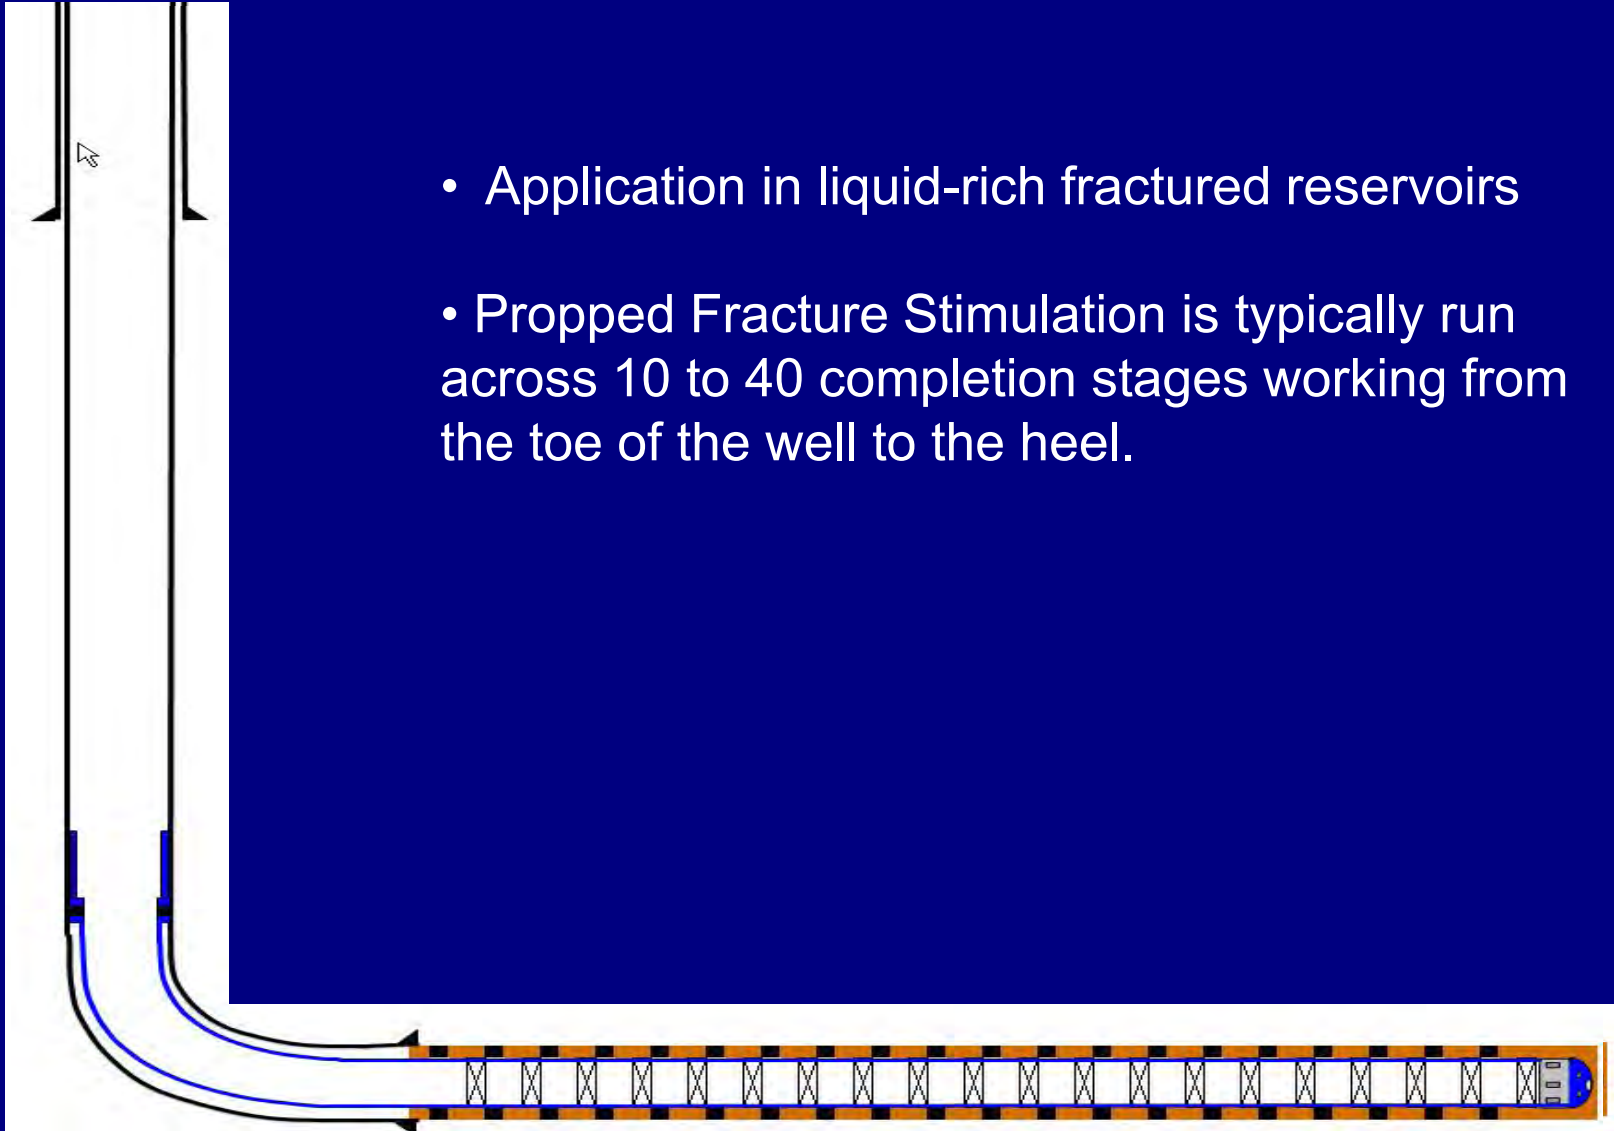 • Application in liquid-rich fractured reservoirs
• Propped Fracture Stimulation is typically run
across 10 to 40 completion stages working from
the toe of the well to the heel.